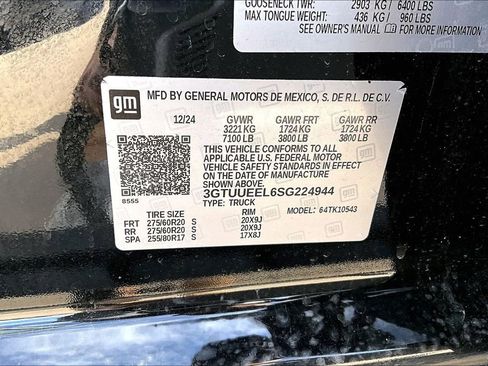 GOOSENECK TWR: 2903 KG / 6400 LBS
MAX TONGUE WEIGHT: 436 KG / 960 LBS
SEE OWNER'S MANUAL FOR MORE INFORMATION
gm
MFD BY GENERAL MOTORS DE MEXICO, S. DE R.L. DE C.V.
12/24 GVWR GAWR FRT GAWR RR
3221 KG 1724 KG 1724 KG
7100 LB 3800 LB 3800 LB
THIS VEHICLE CONFORMS TO ALL APPLICABLE
U.S. FEDERAL MOTOR
VEHICLE SAFETY STANDARDS IN EFFECT
ON THE DATE OF MANUFACTURE SHOWN ABOVE.
3GTUUEEL6SG224944
8555 TYPE: TRUCK MODEL: 64TK10543
RIM
FRT 275/60R20 S 20X9J
RR 275/60R20 S 20X9J
SPA 255/80R17 S 17X8J